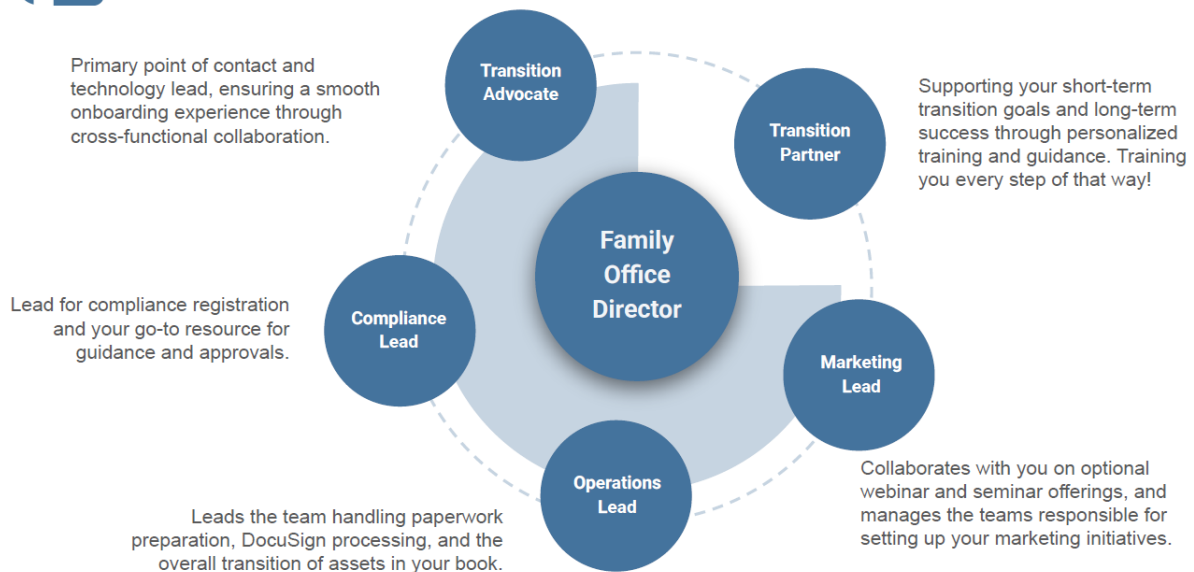 Transition
Advocate
Primary point of contact and
technology lead, ensuring a smooth
onboarding experience through
cross-functional collaboration.
Transition
Partner
Supporting your short-term
transition goals and long-term
success through personalized
training and guidance. Training
you every step of that way!
Family
Office
Director
Compliance
Lead
Lead for compliance registration
and your go-to resource for
guidance and approvals.
Marketing
Lead
Collaborates with you on optional
webinar and seminar offerings, and
manages the teams responsible for
setting up your marketing initiatives.
Operations
Lead
Leads the team handling paperwork
preparation, DocuSign processing, and the
overall transition of assets in your book.